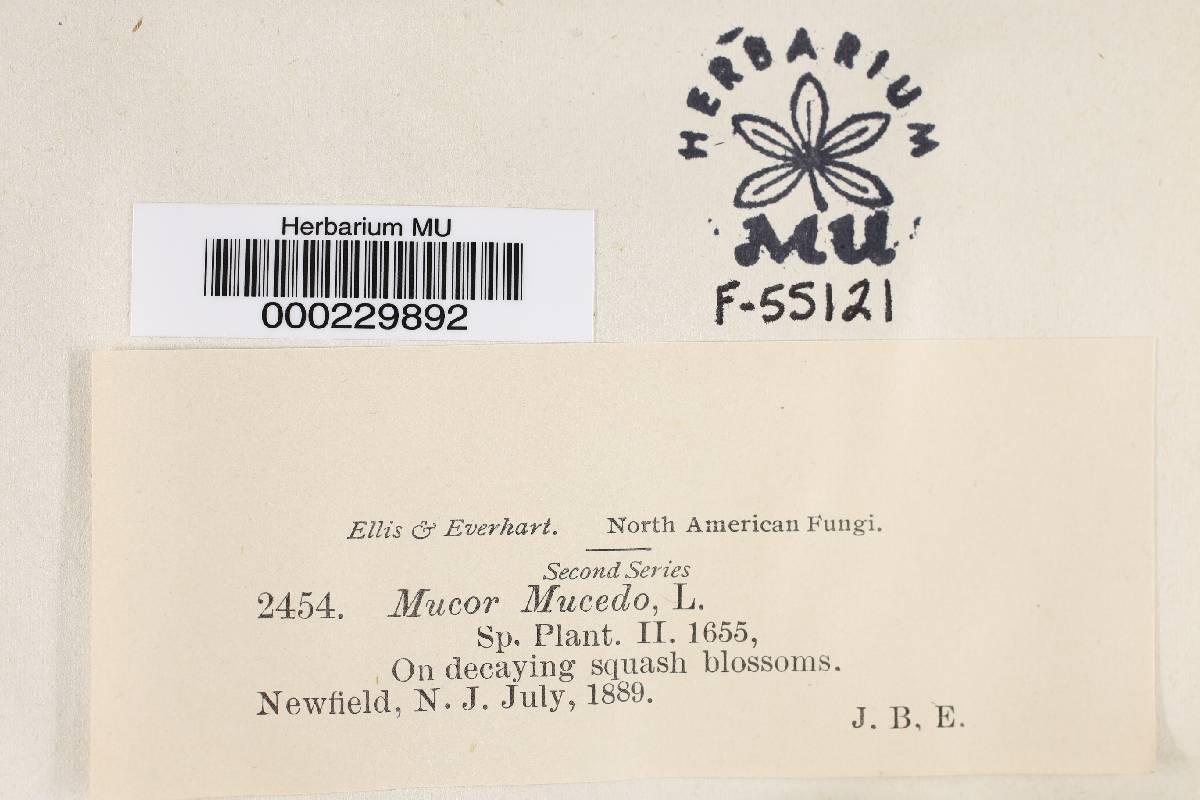 HERBARIUM
MU
F-55121
Herbarium MU
000229892
Ellis & Everhart. North American Fungi.
Second Series
2454. Mucor Mucedo, L.
Sp. Plant. II. 1655,
On decaying squash blossoms.
Newfield, N. J. July, 1889.
J. B, E.